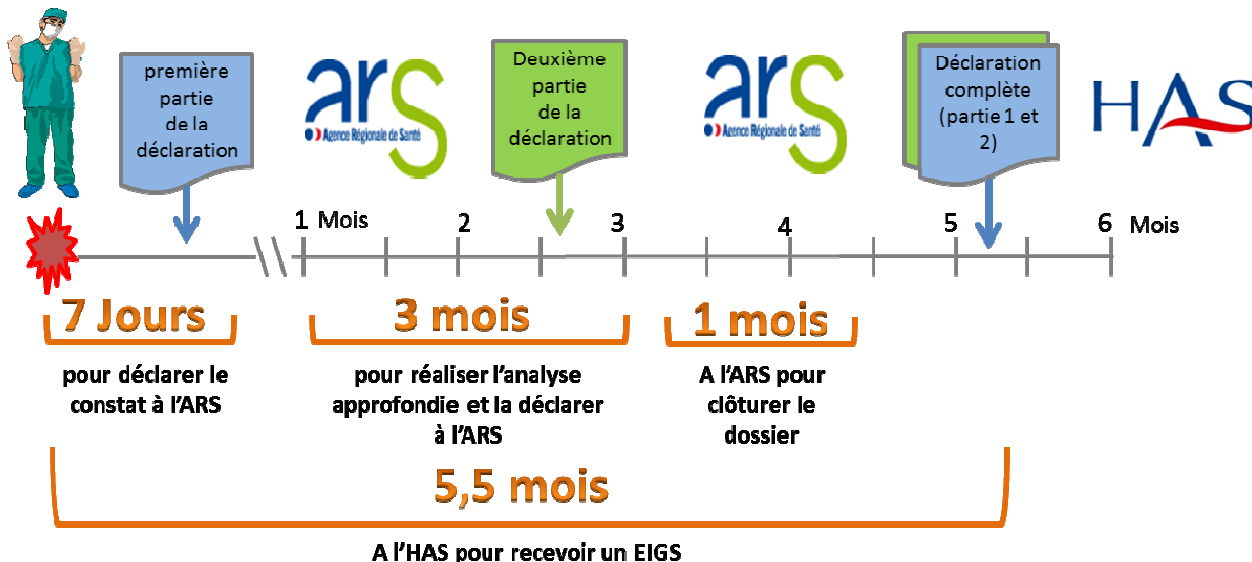 première
partie
de la
déclaration
ars
Agence Régionale de Santé
Deuxième
partie
de la
déclaration
ars
Agence Régionale de Santé
Déclaration
complète
(partie 1 et
2)
HAS
1 Mois
2
3
4
5
6 Mois
7 Jours
pour déclarer le
constat à l'ARS
3 mois
pour réaliser l'analyse
approfondie et la déclarer
à l'ARS
1 mois
A l'ARS pour
clôturer le
dossier
5,5 mois
A l'HAS pour recevoir un EIGS